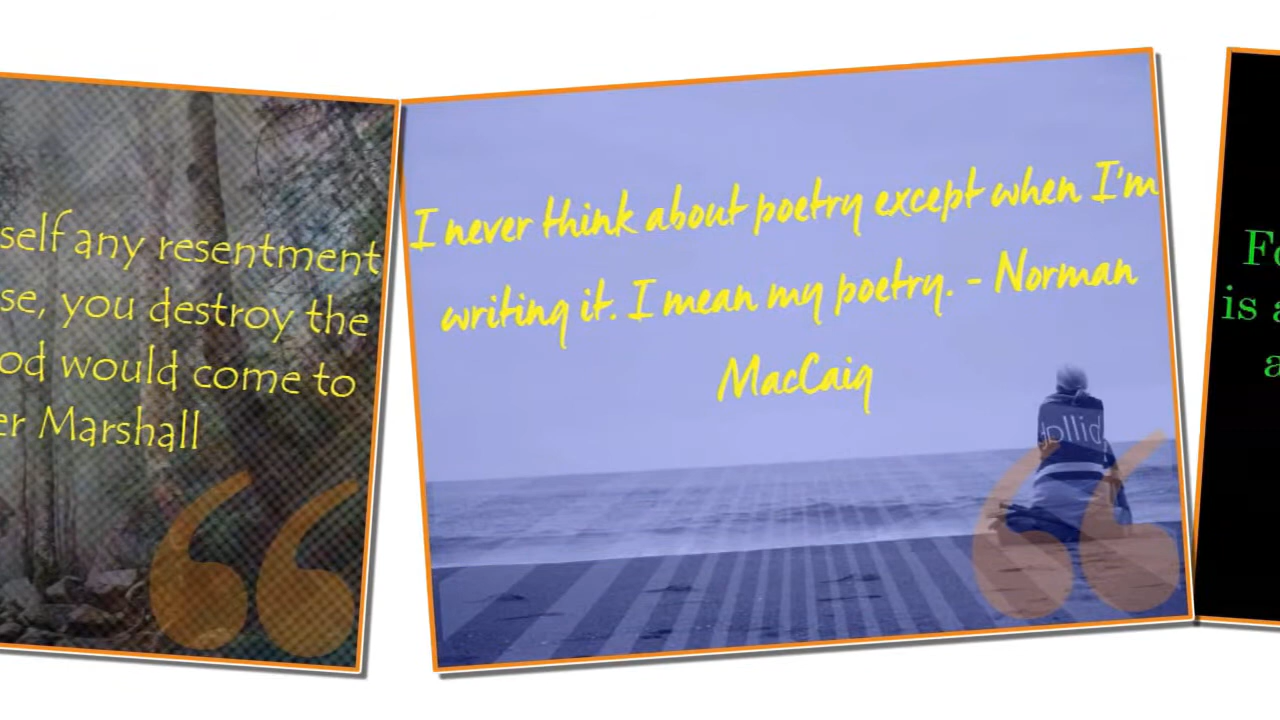 self any resentment
se, you destroy the
od would come to
er Marshall
I never think about poetry except when I'm
writing it. I mean my poetry. - Norman
MacCaig
is a
a